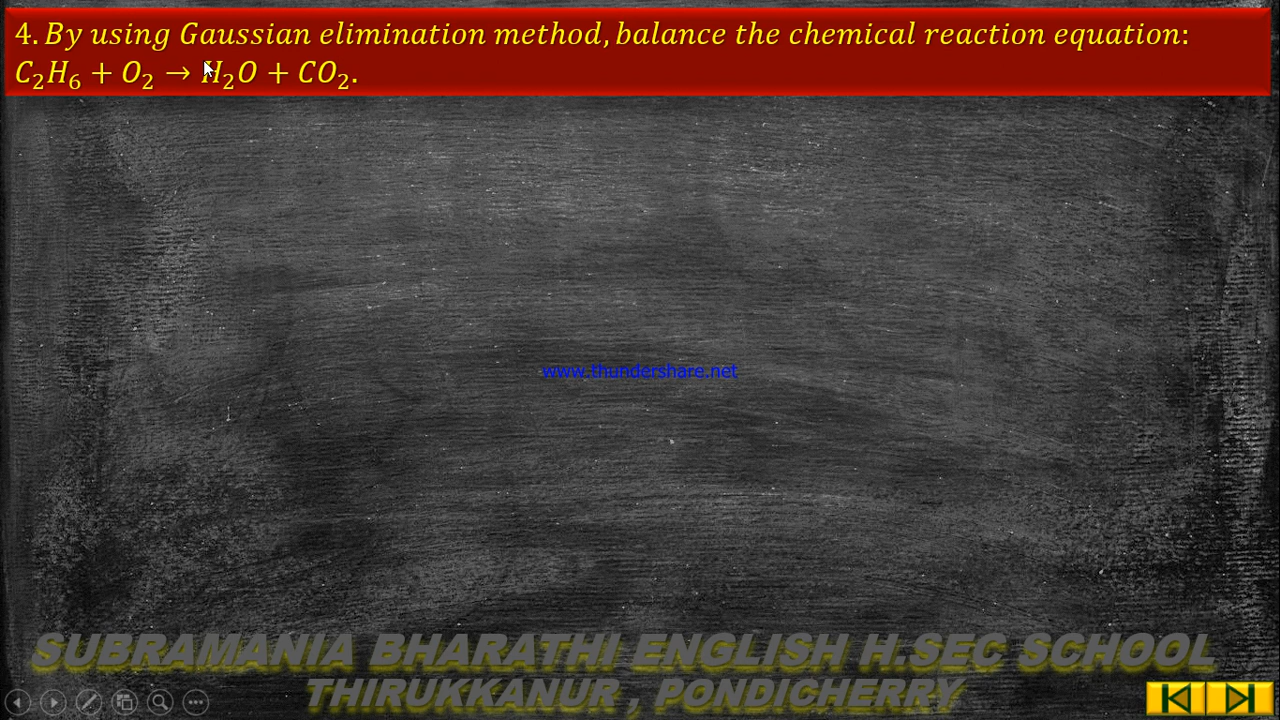 4. By using Gaussian elimination method, balance the chemical reaction equation:
C₂H₆ + O₂ → H₂O + CO₂.
www.thundershare.net
SUBRAMANIA BHARATHI ENGLISH H.SEC SCHOOL
THIRUKKANUR , PONDICHERRY